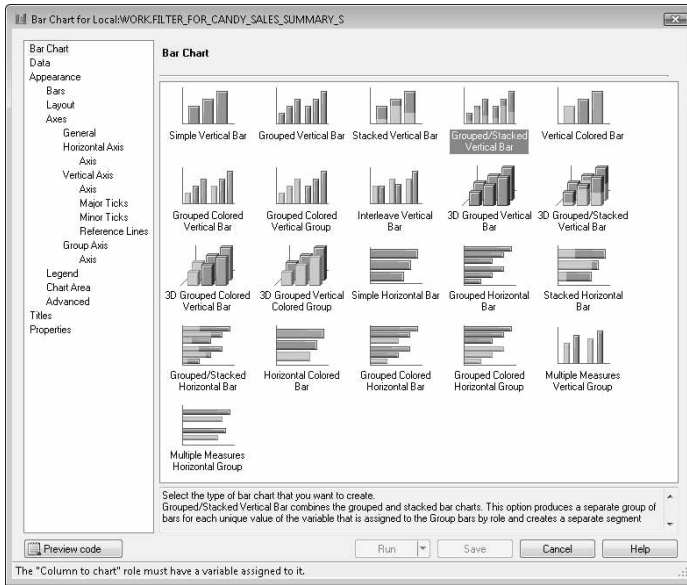 Bar Chart for Local:WORK.FILTER_FOR_CANDY_SALES_SUMMARY_S
Bar Chart
Data
Appearance
Bars
Layout
Axes
General
Horizontal Axis
Axis
Vertical Axis
Axis
Major Ticks
Minor Ticks
Reference Lines
Group Axis
Axis
Legend
Chart Area
Advanced
Titles
Properties
Bar Chart
Simple Vertical Bar
Grouped Vertical Bar
Stacked Vertical Bar
Grouped/Stacked
Vertical Bar
Vertical Colored Bar
Grouped Colored
Vertical Bar
Grouped Colored
Vertical Group
Interleave Vertical
Bar
3D Grouped Vertical
Bar
3D Grouped/Stacked
Vertical Bar
3D Grouped Colored
Vertical Bar
3D Grouped Vertical
Colored Group
Simple Horizontal Bar
Grouped Horizontal
Bar
Stacked Horizontal
Bar
Grouped/Stacked
Horizontal Bar
Horizontal Colored
Bar
Grouped Colored
Horizontal Bar
Grouped Colored
Horizontal Group
Multiple Measures
Vertical Group
Multiple Measures
Horizontal Group
Select the type of bar chart that you want to create.
Grouped/Stacked Vertical Bar combines the grouped and stacked bar charts. This option produces a separate group of
bars for each unique value of the variable that is assigned to the Group bars by role and creates a separate segment
Preview code
Run
Save
Cancel
Help
The "Column to chart" role must have a variable assigned to it.